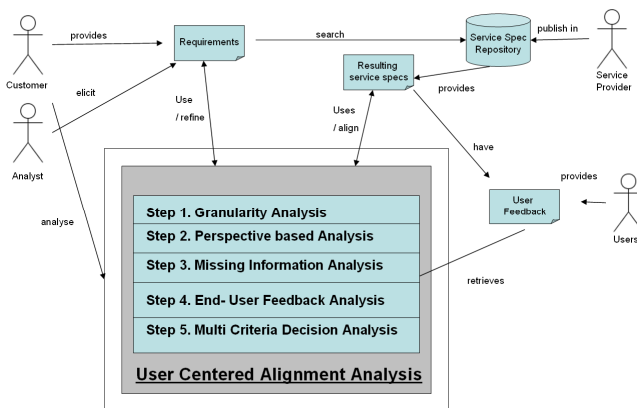 provides
Requirements
search
Service Spec
Repository
publish in
Customer
Service
Provider
Resulting
service specs
elicit
provides
Use
/ refine
Uses
/ align
have
Analyst
provides
User
Feedback
analyse
Users
Step 1. Granularity Analysis
Step 2. Perspective based Analysis
Step 3. Missing Information Analysis
retrieves
Step 4. End- User Feedback Analysis
Step 5. Multi Criteria Decision Analysis
User Centered Alignment Analysis